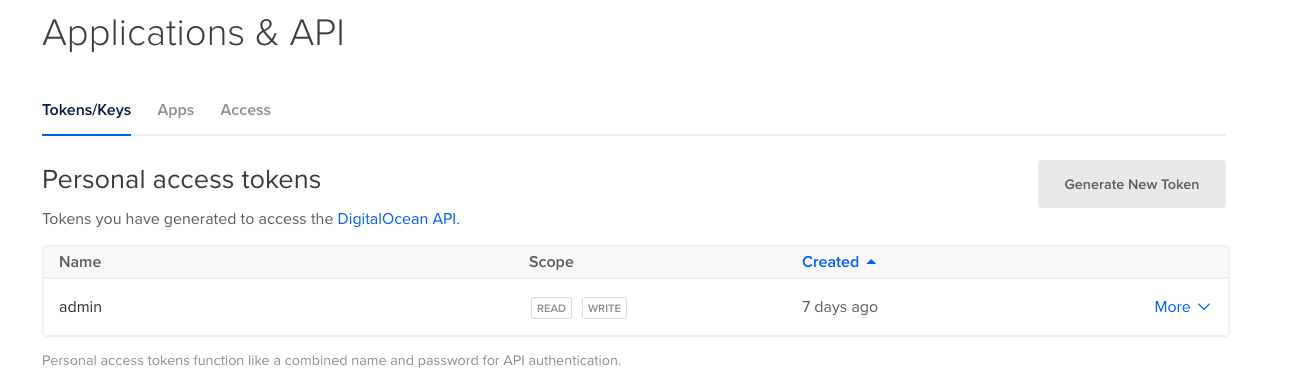 Applications & API
Tokens/Keys Apps Access
Personal access tokens
Generate New Token
Tokens you have generated to access the DigitalOcean API.
Name Scope Created
admin READ WRITE 7 days ago More
Personal access tokens function like a combined name and password for API authentication.